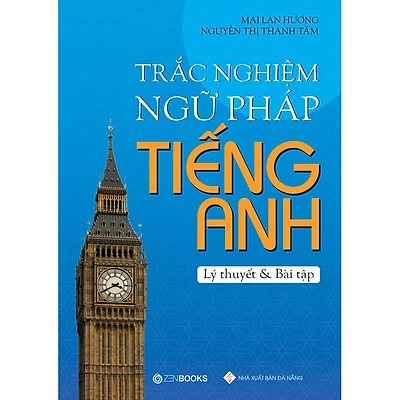 MAI LAN HƯƠNG
NGUYỄN THỊ THANH TÂM
TRẮC NGHIỆM
NGỮ PHÁP
TIẾNG
ANH
Lý thuyết & Bài tập
ZENBOOKS
NHÀ XUẤT BẢN ĐÀ NẴNG